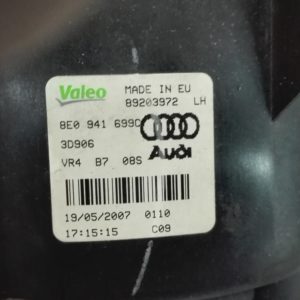 Valeo MADE IN EU
89203972 LH
8E0 941 699C
3D906 Audi
VR4 B7 08S
19/05/2007 0110
17:15:15 C09